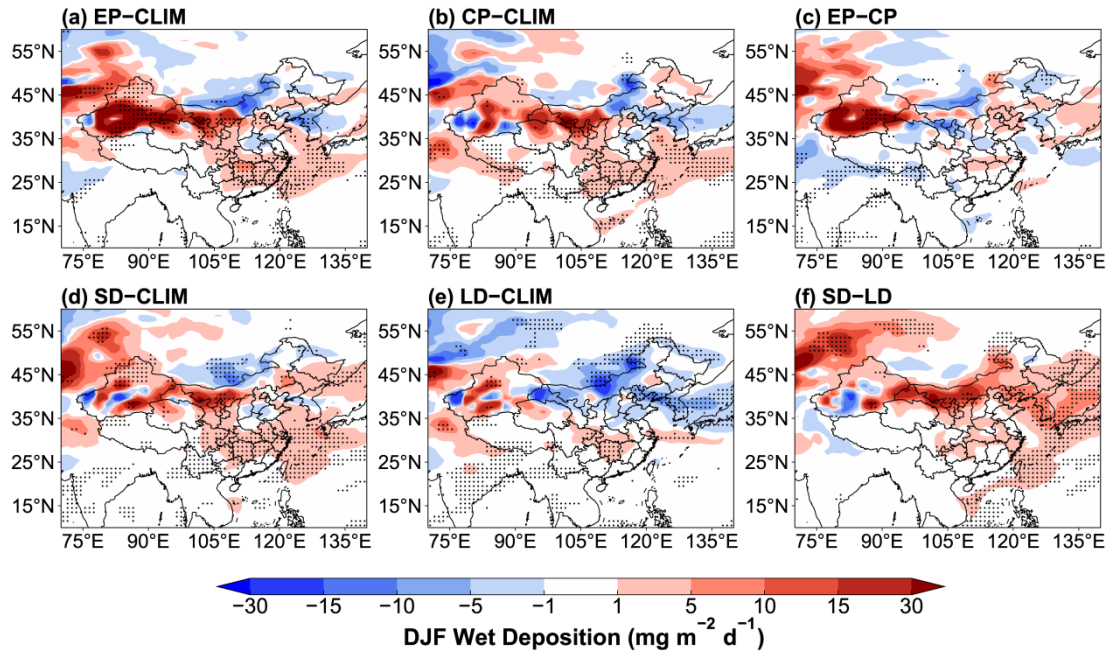 (a) EP−CLIM
(b) CP−CLIM
(c) EP−CP
55°N
45°N
35°N
25°N
15°N
75°E 90°E 105°E 120°E 135°E
75°E 90°E 105°E 120°E 135°E
75°E 90°E 105°E 120°E 135°E
(d) SD−CLIM
(e) LD−CLIM
(f) SD−LD
55°N
45°N
35°N
25°N
15°N
75°E 90°E 105°E 120°E 135°E
75°E 90°E 105°E 120°E 135°E
75°E 90°E 105°E 120°E 135°E
−30 −15 −10 −5 −1 1 5 10 15 30
DJF Wet Deposition (mg m⁻² d⁻¹)